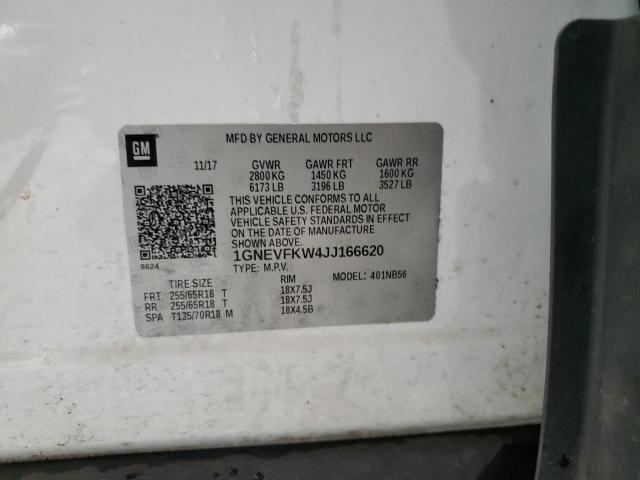 GM
MFD BY GENERAL MOTORS LLC
11/17 GVWR GAWR FRT GAWR RR
2800 KG 1450 KG 1600 KG
6173 LB 3196 LB 3527 LB
THIS VEHICLE CONFORMS TO ALL
APPLICABLE U.S. FEDERAL MOTOR
VEHICLE SAFETY STANDARDS IN EFFECT
ON THE DATE OF MANUFACTURE
SHOWN ABOVE.
1GNEVFKW4JJ166620
8624 TYPE: M.P.V. MODEL: 401NB56
TIRE SIZE RIM
FRT 255/65R18 T 18X7.5J
RR 255/65R18 T 18X7.5J
SPA T135/70R18 M 18X4.5B